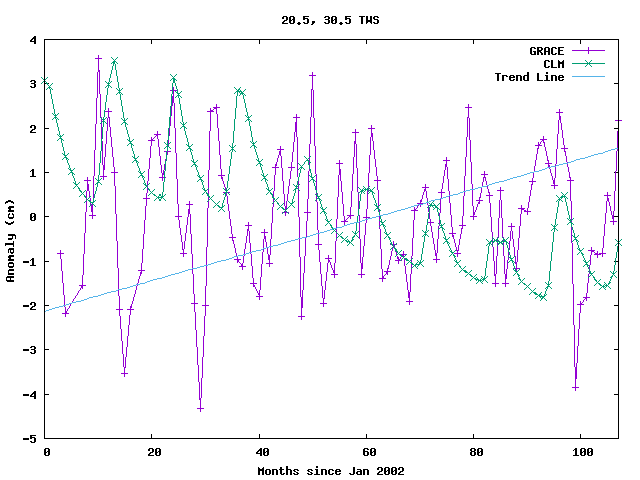 20.5, 30.5 TWS
GRACE
CLM
Trend Line
4
3
2
1
0
-1
-2
-3
-4
-5
Anomaly (cm)
0 20 40 60 80 100
Months since Jan 2002